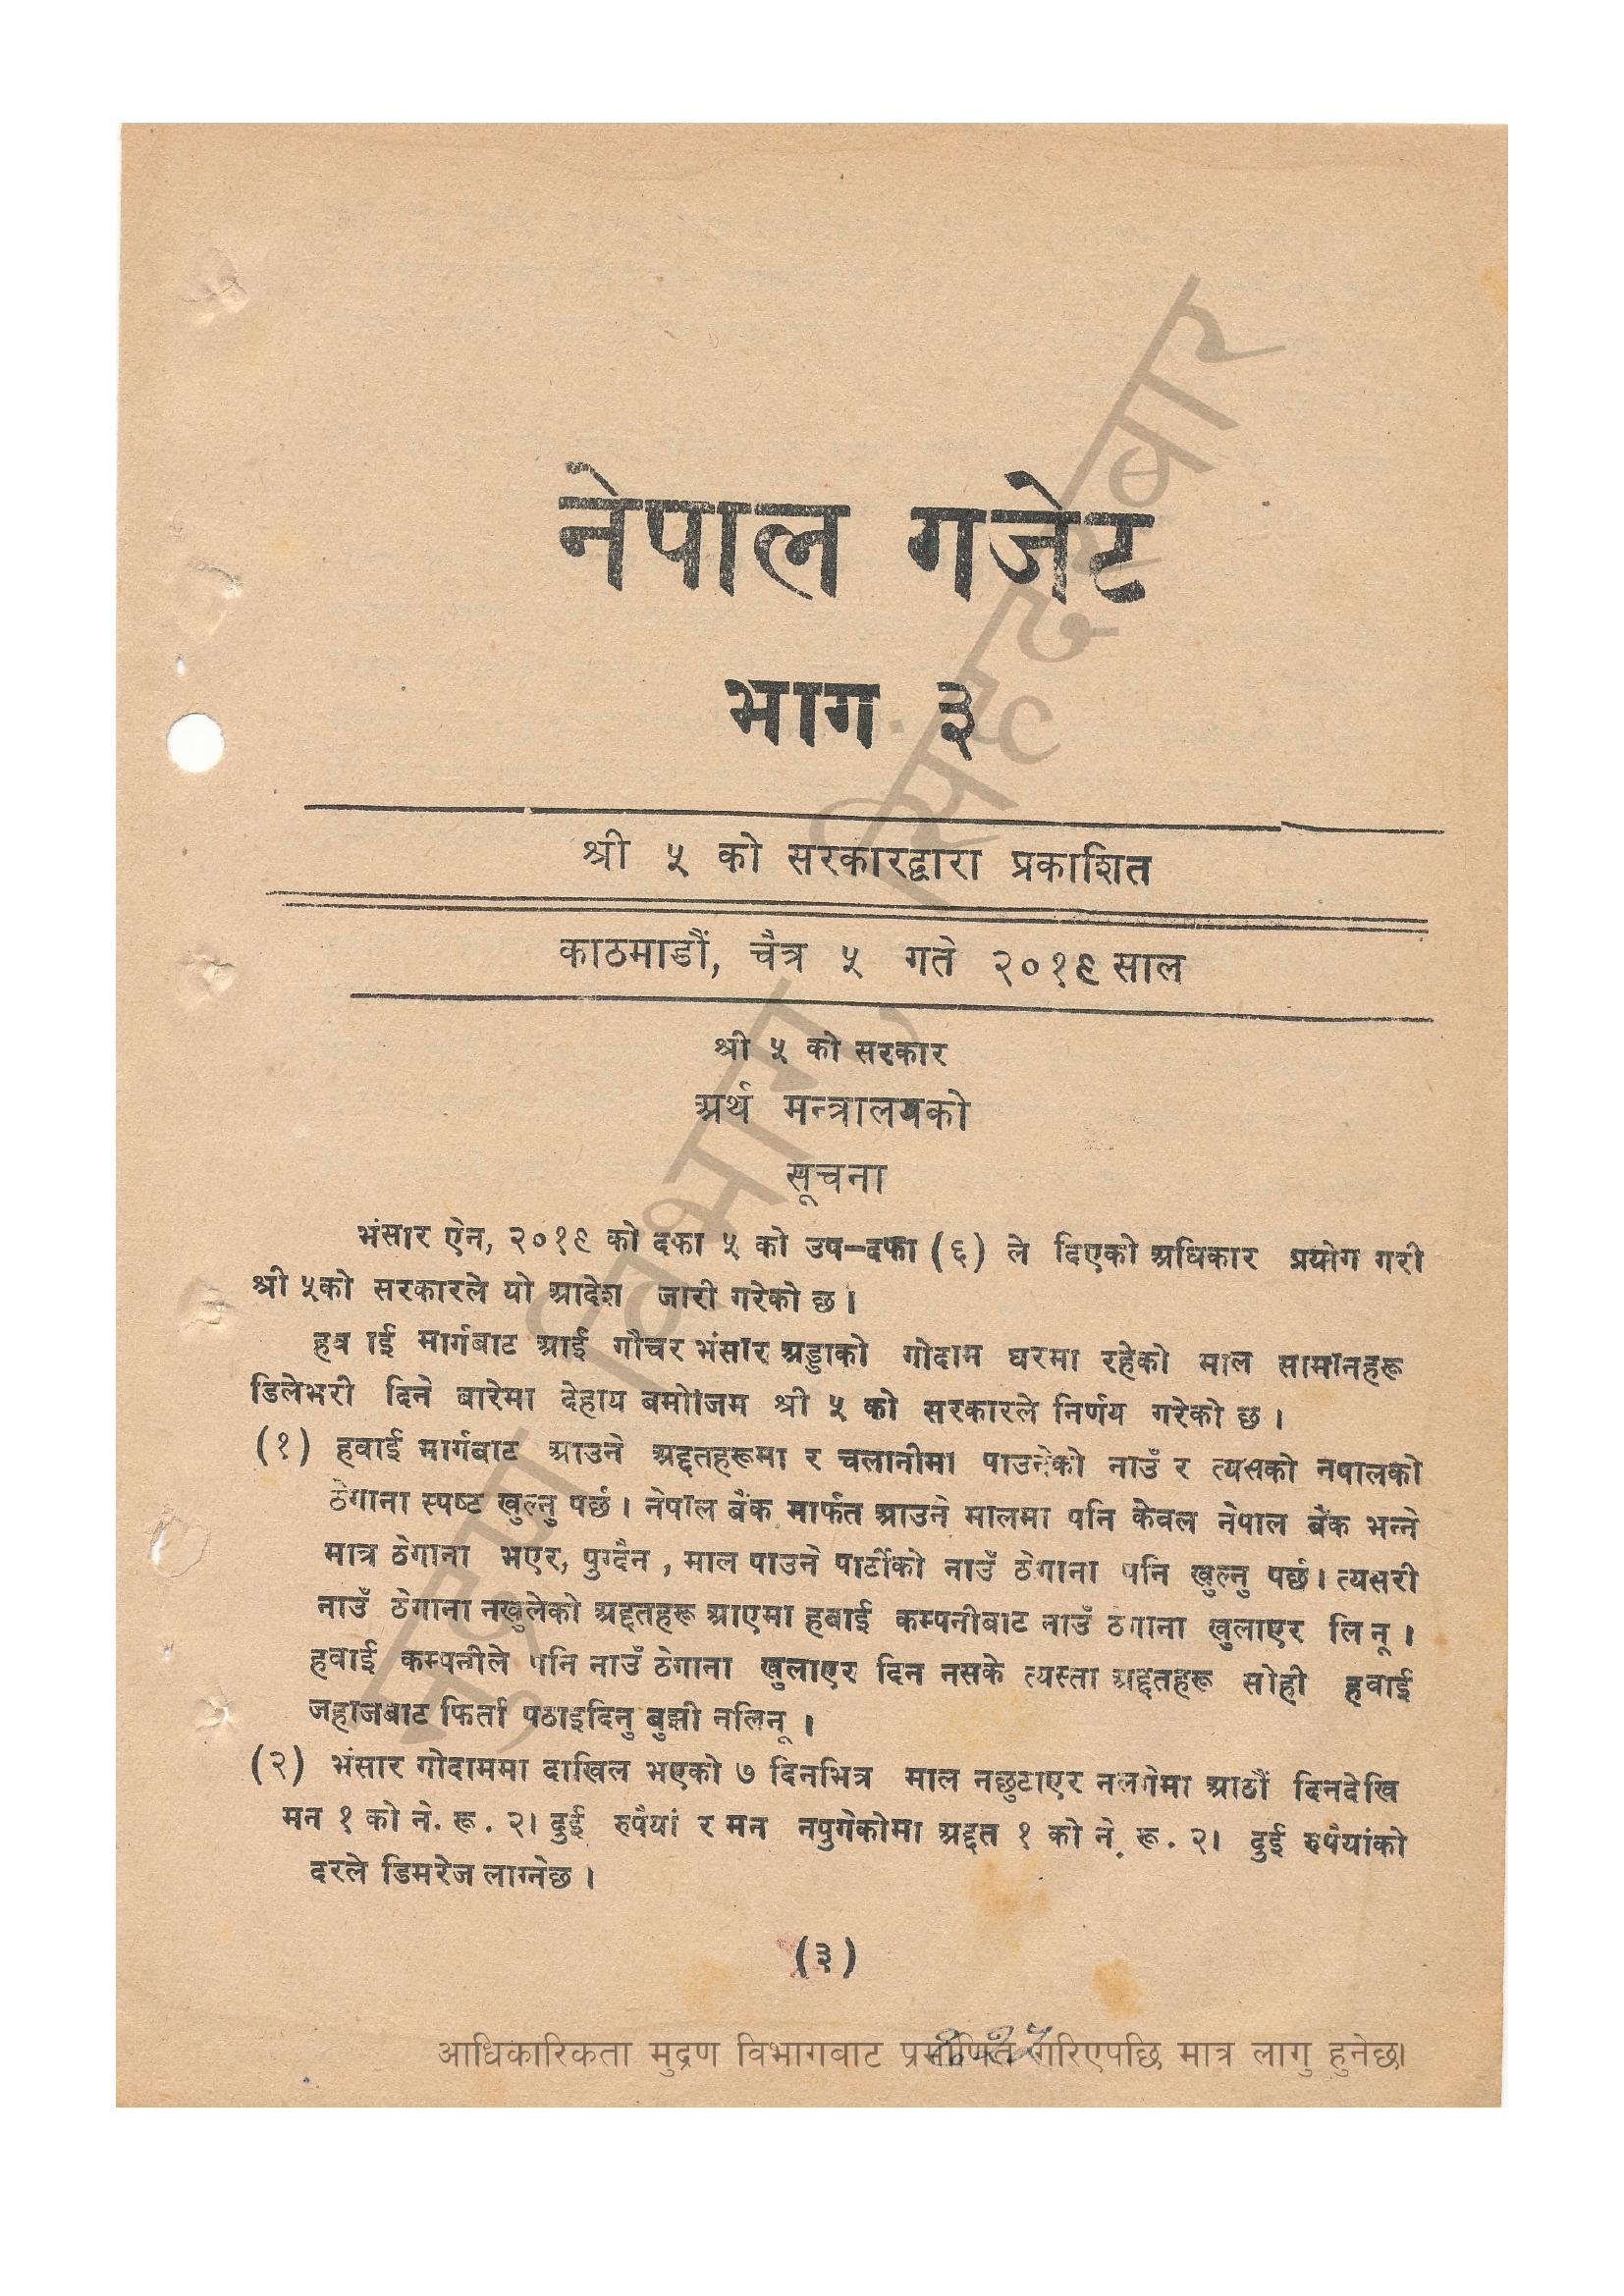 नेपाल गजेट
भाग ३
श्री ५ को सरकारद्वारा प्रकाशित
काठमाडौं, चैत्र ५ गते २०१९ साल
श्री ५ को सरकार
अर्थ मन्त्रालयको
सूचना
भंसार ऐन, २०१९ को दफा ५ को उप-दफा (६) ले दिएको अधिकार प्रयोग गरी
श्री ५को सरकारले यो आदेश जारी गरेको छ।
हवाई मार्गबाट आई गौचर भंसार अड्डाको गोदाम घरमा रहेको माल सामानहरू
डिलेभरी दिने बारेमा देहाय बमोजिम श्री ५ को सरकारले निर्णय गरेको छ।
(१) हवाई मार्गबाट आउने अद्दतहरूमा र चलानीमा पाउनेको नाउँ र त्यसको नेपालको
ठेगाना स्पष्ट खुल्नु पर्छ। नेपाल बैंक मार्फत आउने मालमा पनि केवल नेपाल बैंक भन्ने
मात्र ठेगाना भएर, पुग्दैन, माल पाउने पार्टीको नाउँ ठेगाना पनि खुल्नु पर्छ। त्यसरी
नाउँ ठेगाना नखुलेको अद्दतहरू आएमा हवाई कम्पनीबाट नाउँ ठेगाना खुलाएर लिनू।
हवाई कम्पनीले पनि नाउँ ठेगाना खुलाएर दिन नसके त्यस्ता अद्दतहरू सोही हवाई
जहाजबाट फिर्ता पठाइदिनु बुझी नलिनू।
(२) भंसार गोदाममा दाखिल भएको ७ दिनभित्र माल नछुटाएर नलगेमा आठौं दिनदेखि
मन १ को ने. रू. २। दुई रुपैयां र मन नपुगेकोमा अद्दत १ को ने. रू. २। दुई रुपैयांको
दरले डिमरेज लाग्नेछ।
(३)
आधिकारिकता मुद्रण विभागबाट प्रमाणित गरिएपछि मात्र लागु हुनेछ।
मुद्रण विभाग, सिंहदरवार